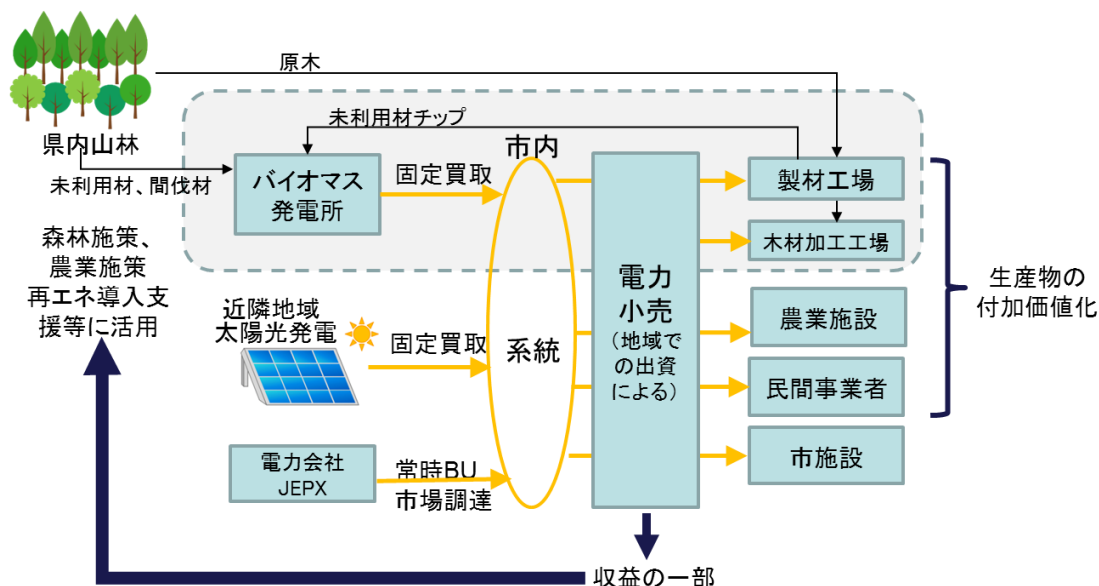 原木
県内山林
未利用材チップ
市内
未利用材、間伐材
バイオマス
発電所
固定買取
製材工場
木材加工工場
森林施策、
農業施策
再エネ導入支
援等に活用
近隣地域
太陽光発電
固定買取
系統
電力
小売
（地域で
の出資
による）
農業施設
民間事業者
市施設
生産物の
付加価値化
電力会社
JEPX
常時BU
市場調達
収益の一部